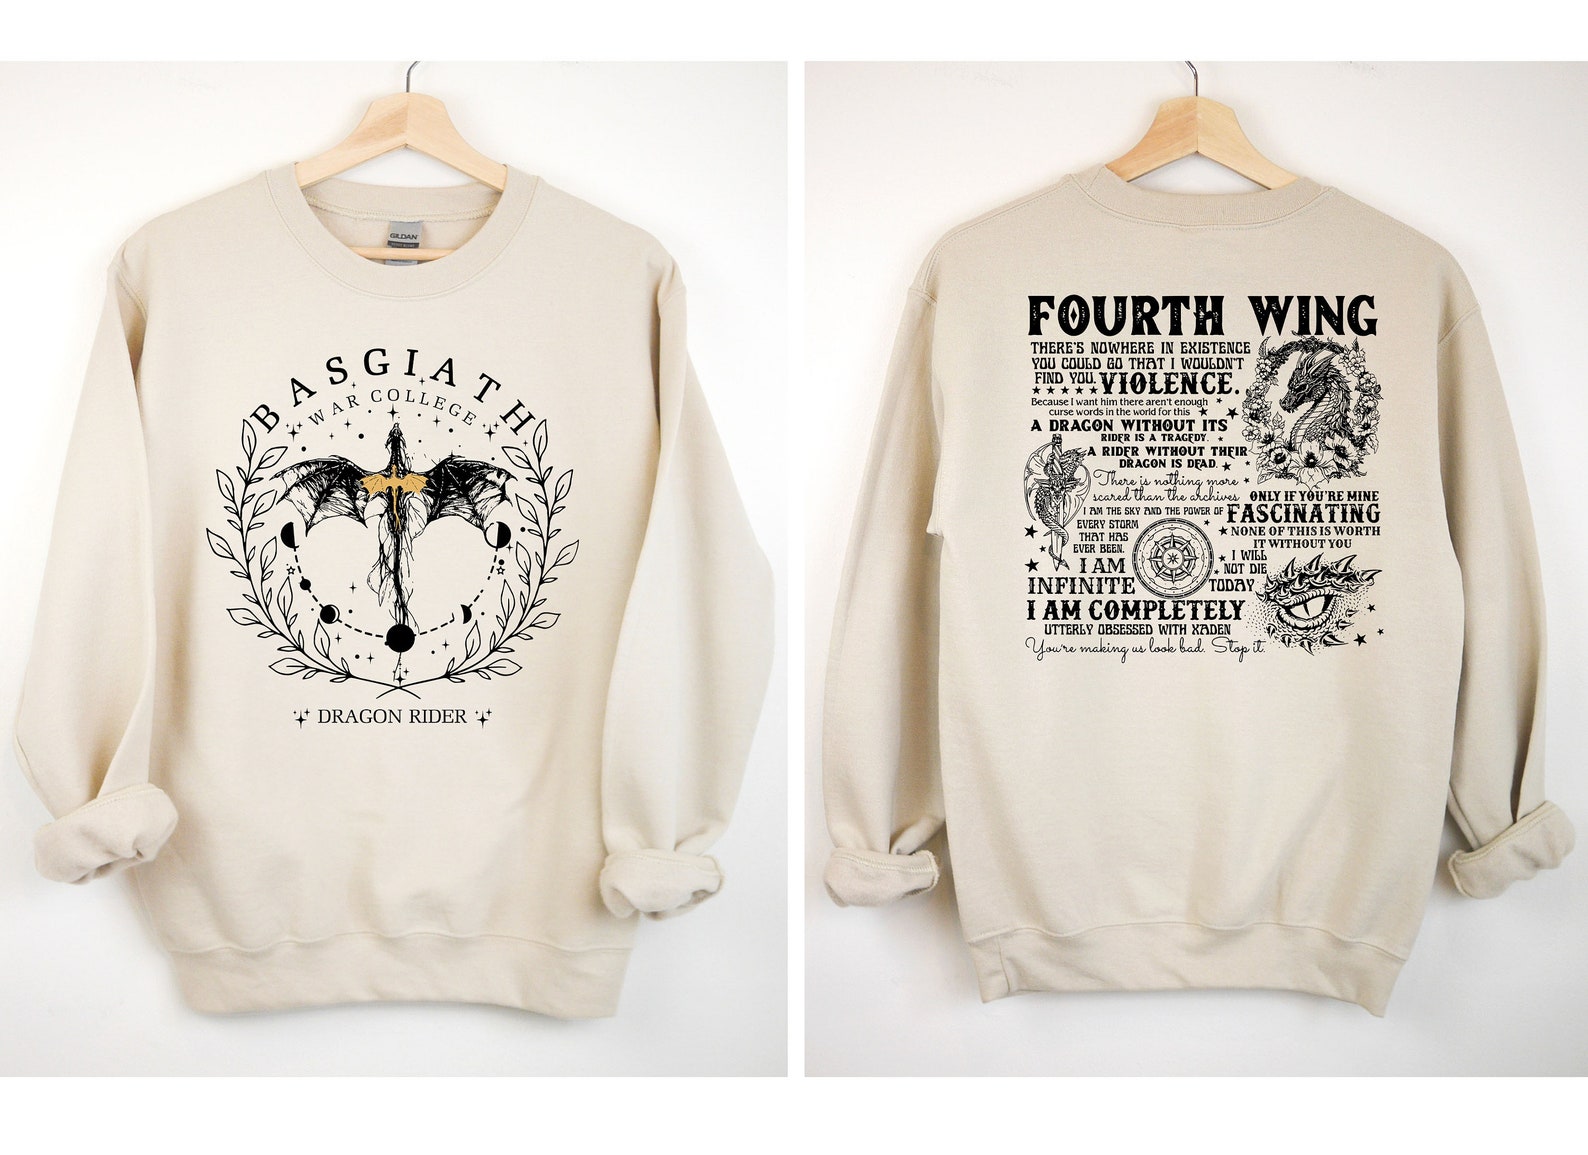 GILDAN
BASGIATH
WAR COLLEGE
DRAGON RIDER
FOURTH WING
THERE'S NOWHERE IN EXISTENCE
YOU COULD GO THAT I WOULDN'T
FIND YOU, VIOLENCE.
Because I want him there aren't enough
curse words in the world for this
A DRAGON WITHOUT ITS
RIDER IS A TRAGEDY.
A RIDER WITHOUT THEIR
DRAGON IS DEAD.
There is nothing more
scared than the archives
I AM THE SKY AND THE POWER OF
EVERY STORM
THAT HAS
EVER BEEN.
I AM
INFINITE
ONLY IF YOU'RE MINE
FASCINATING
NONE OF THIS IS WORTH
IT WITHOUT YOU
I WILL
NOT DIE
TODAY
I AM COMPLETELY
UTTERLY OBSESSED WITH XADEN
You're making us look bad. Stop it.